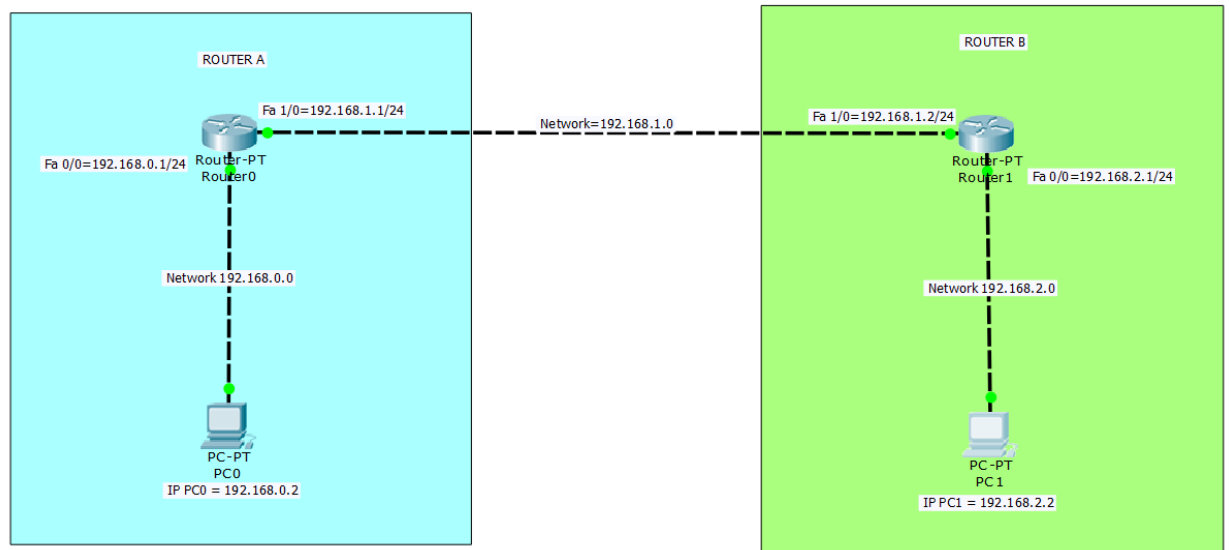 ROUTER A
Fa 1/0=192.168.1.1/24
Router-PT
Router0
Fa 0/0=192.168.0.1/24
Network 192.168.0.0
PC-PT
PC0
IP PC0 = 192.168.0.2
Network=192.168.1.0
ROUTER B
Fa 1/0=192.168.1.2/24
Router-PT
Router1
Fa 0/0=192.168.2.1/24
Network 192.168.2.0
PC-PT
PC1
IP PC1 = 192.168.2.2